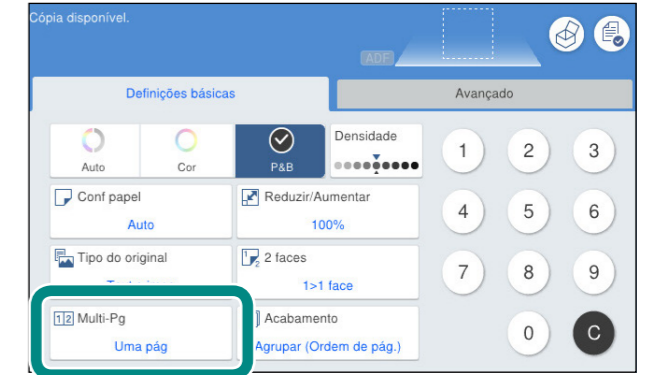 Cópia disponível.
ADF
Definições básicas
Avançado
Auto
Cor
P&B
Densidade
1
2
3
Conf papel
Auto
Reduzir/Aumentar
100%
4
5
6
Tipo do original
1 2 2 faces
1>1 face
7
8
9
1 2 Multi-Pg
Uma pág
Acabamento
Agrupar (Ordem de pág.)
0
C